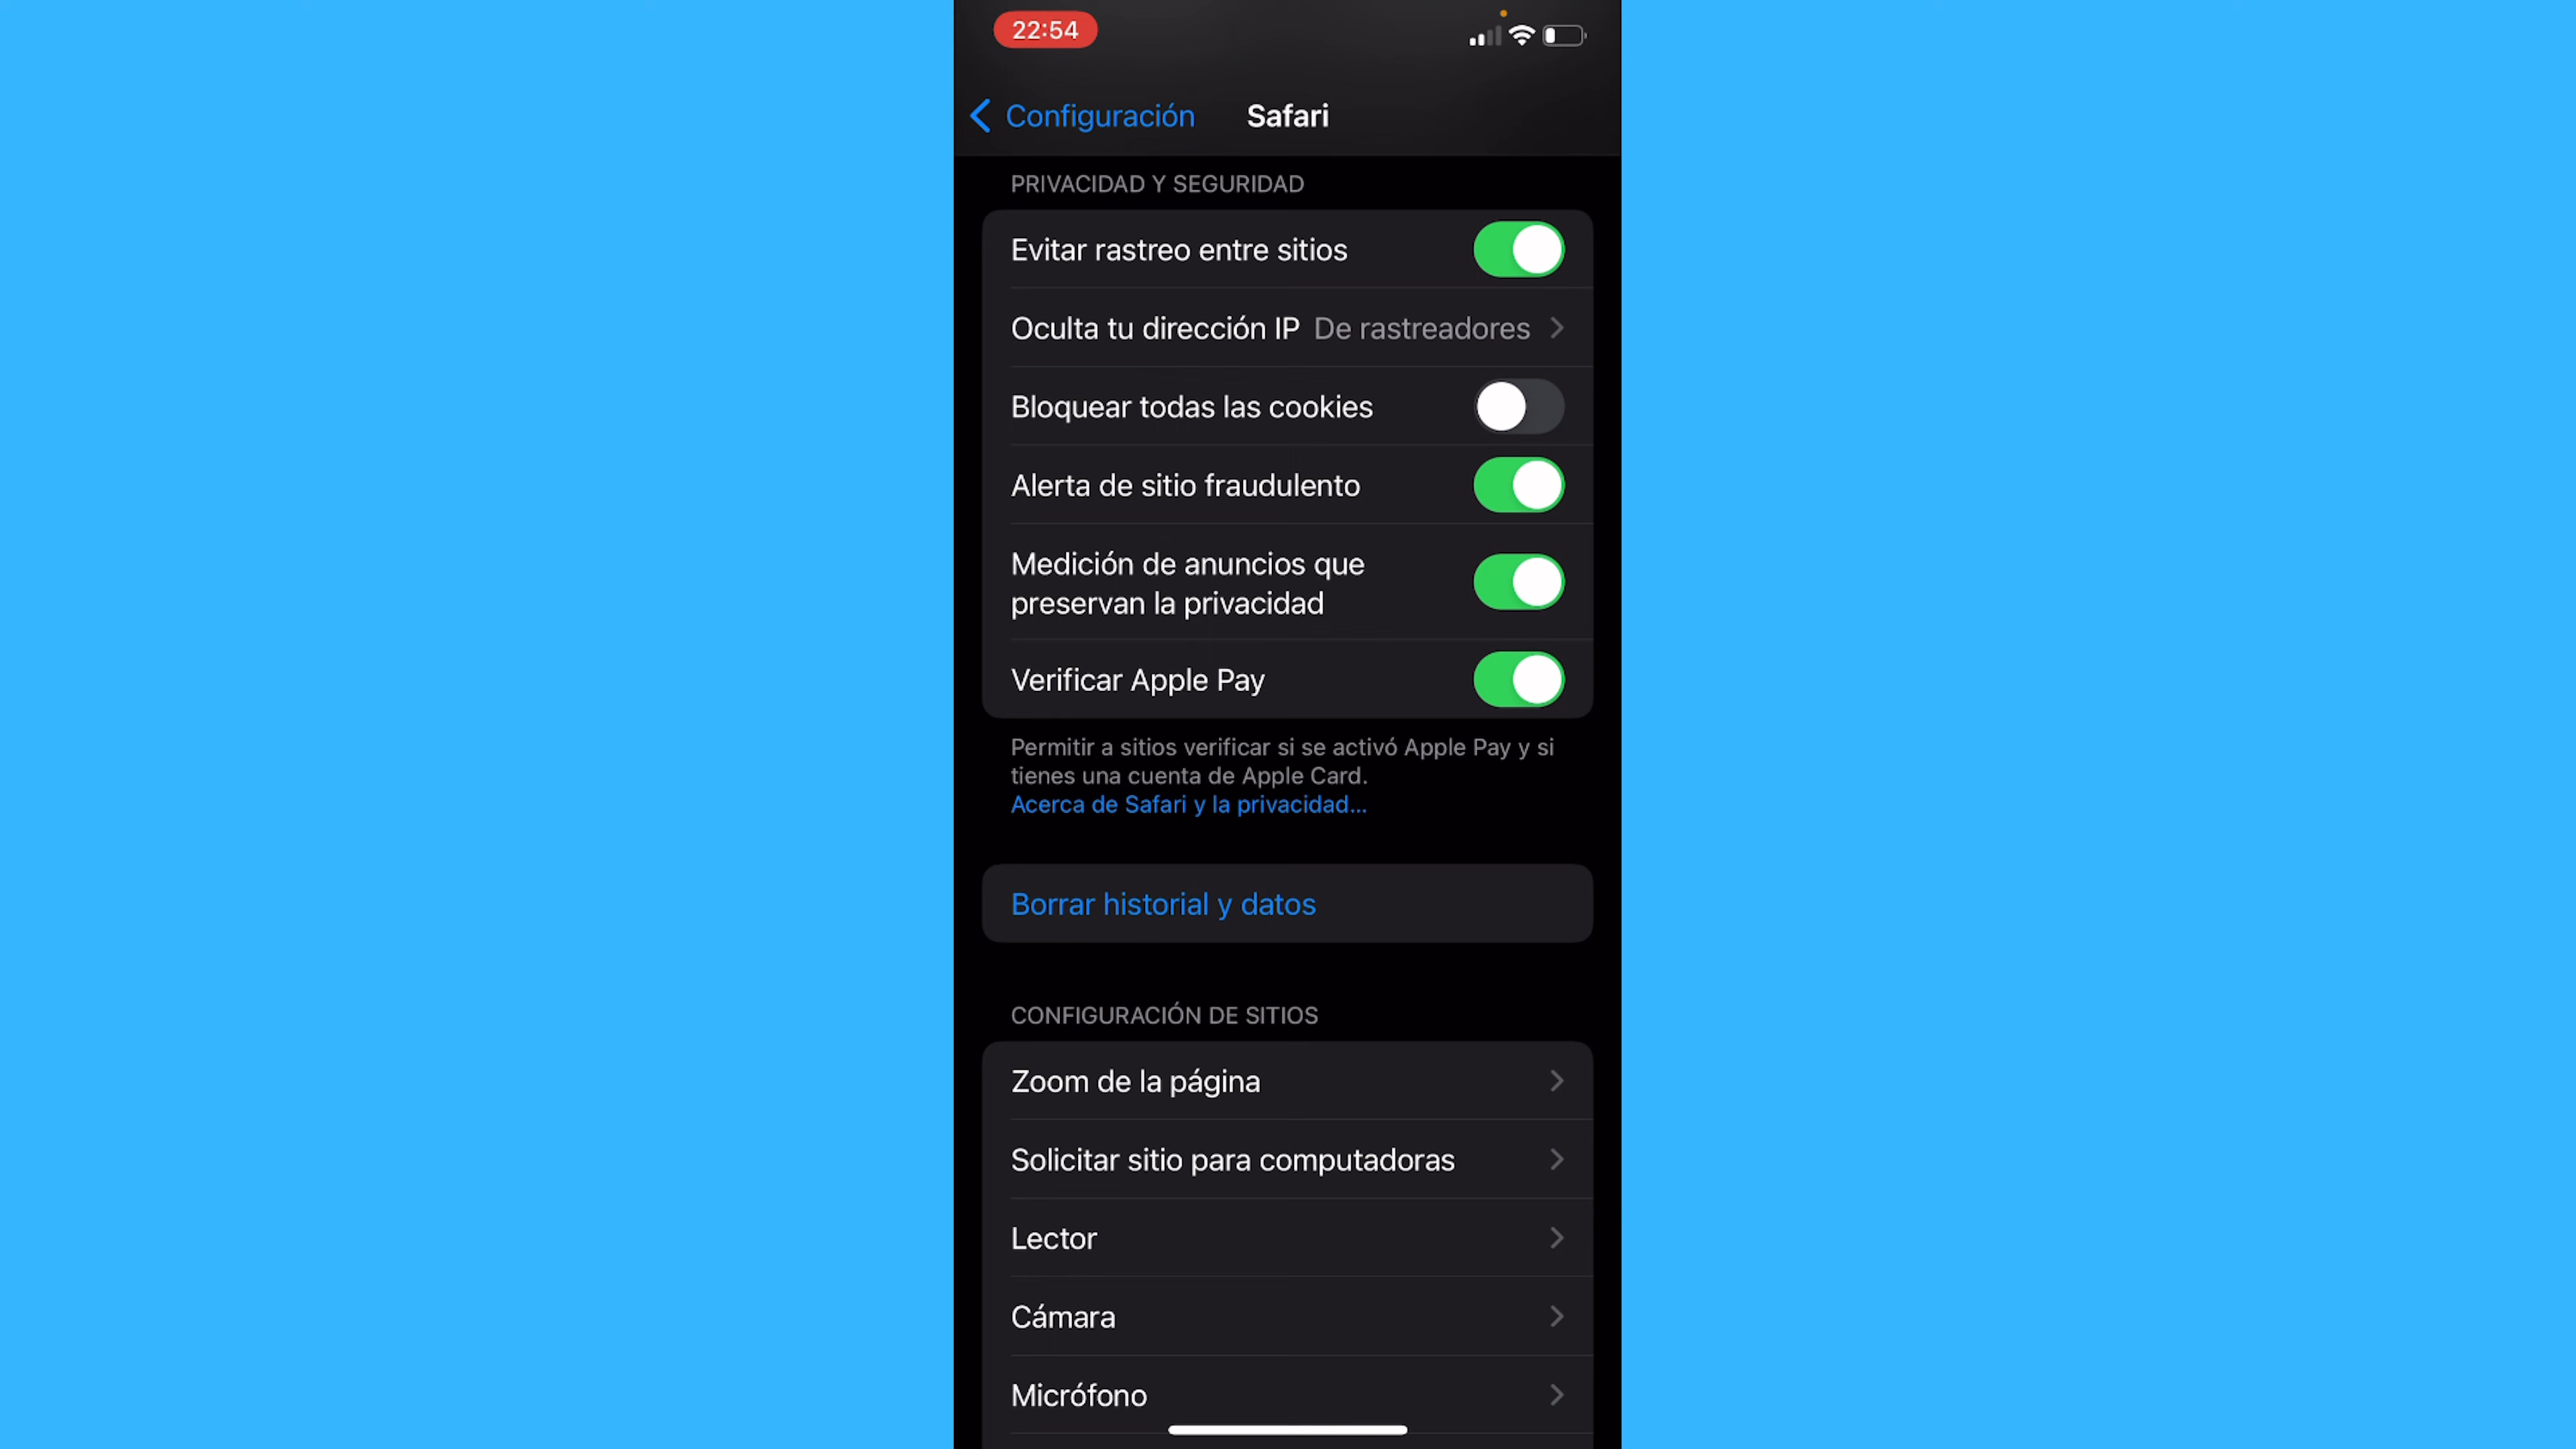 22:54
Configuración
Safari
PRIVACIDAD Y SEGURIDAD
Evitar rastreo entre sitios
Oculta tu dirección IP De rastreadores
Bloquear todas las cookies
Alerta de sitio fraudulento
Medición de anuncios que
preservan la privacidad
Verificar Apple Pay
Permitir a sitios verificar si se activó Apple Pay y si
tienes una cuenta de Apple Card.
Acerca de Safari y la privacidad...
Borrar historial y datos
CONFIGURACIÓN DE SITIOS
Zoom de la página
Solicitar sitio para computadoras
Lector
Cámara
Micrófono